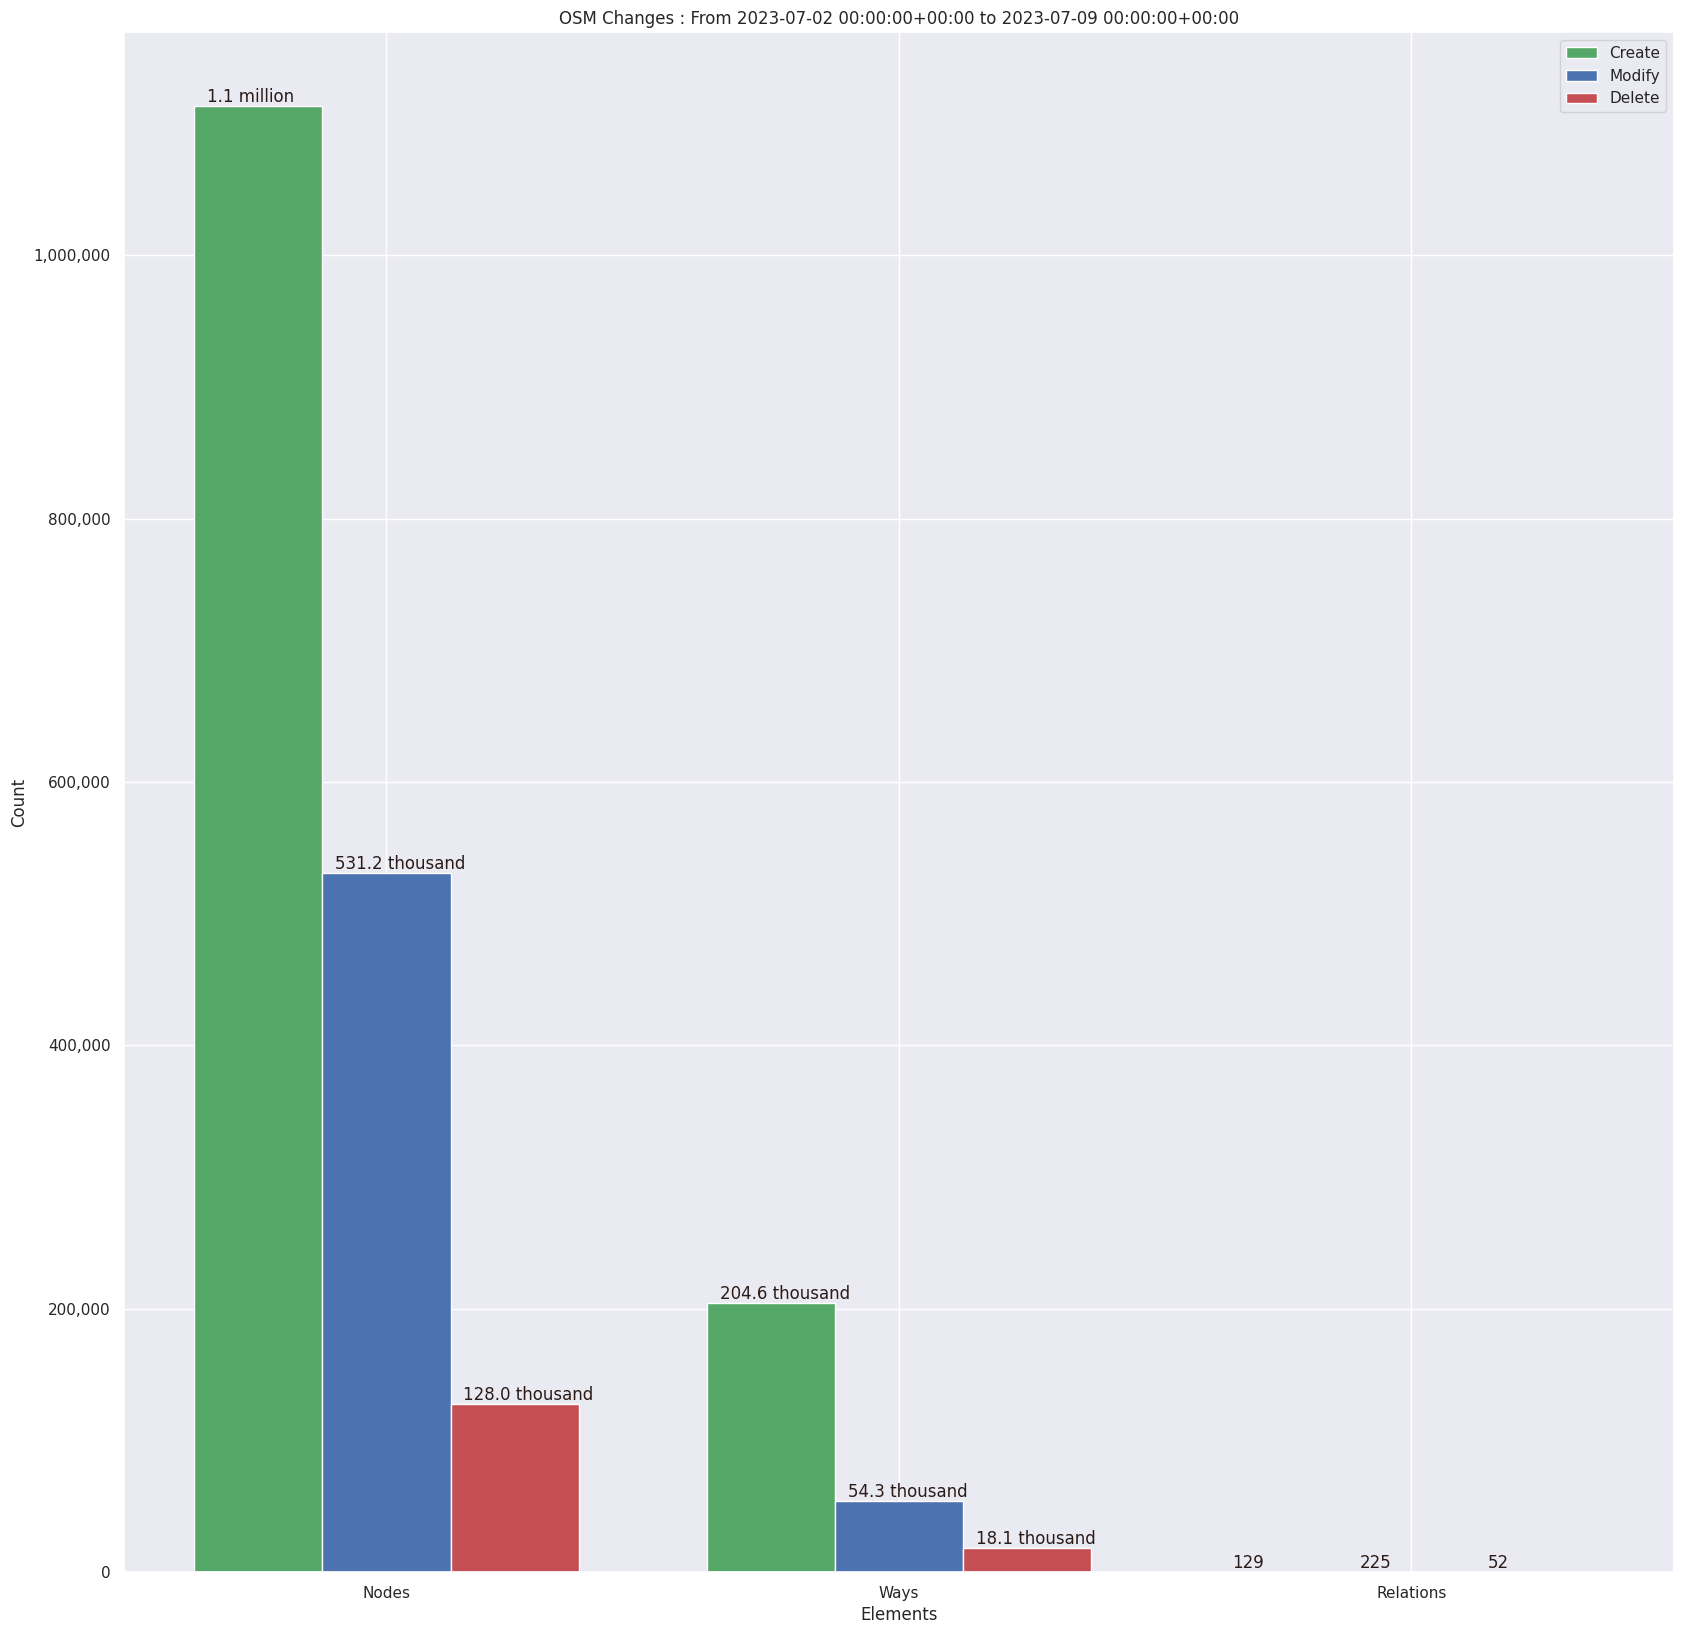 OSM Changes : From 2023-07-02 00:00:00+00:00 to 2023-07-09 00:00:00+00:00
Create
Modify
Delete
1.1 million
1,000,000
800,000
600,000
Count
531.2 thousand
400,000
204.6 thousand
200,000
128.0 thousand
54.3 thousand
18.1 thousand
129
225
52
0
Nodes
Ways
Relations
Elements